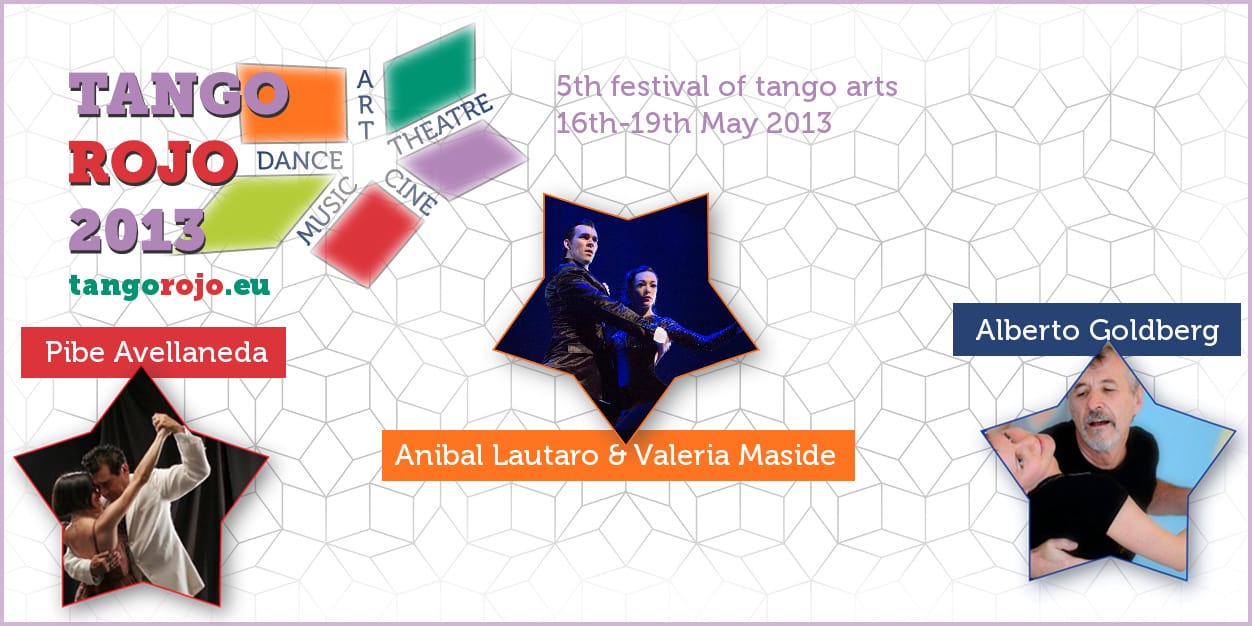 TANGO
ROJO
2013
tangorojo.eu
DANCE
ART
THEATRE
MUSIC
CINE
5th festival of tango arts
16th-19th May 2013
Pibe Avellaneda
Anibal Lautaro & Valeria Maside
Alberto Goldberg